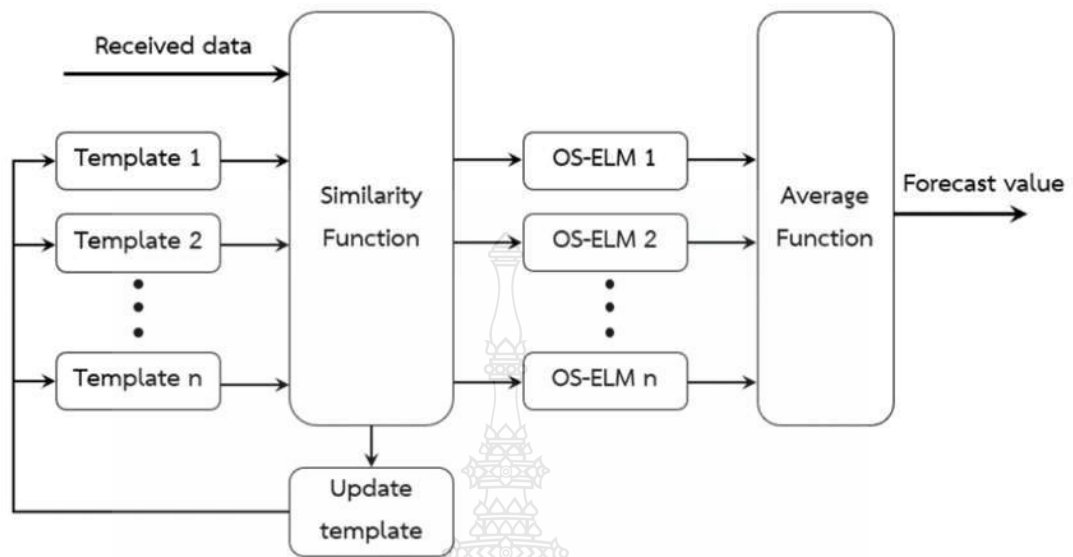 Received data
Template 1
Template 2
Template n
Similarity
Function
Update
template
OS-ELM 1
OS-ELM 2
OS-ELM n
Average
Function
Forecast value